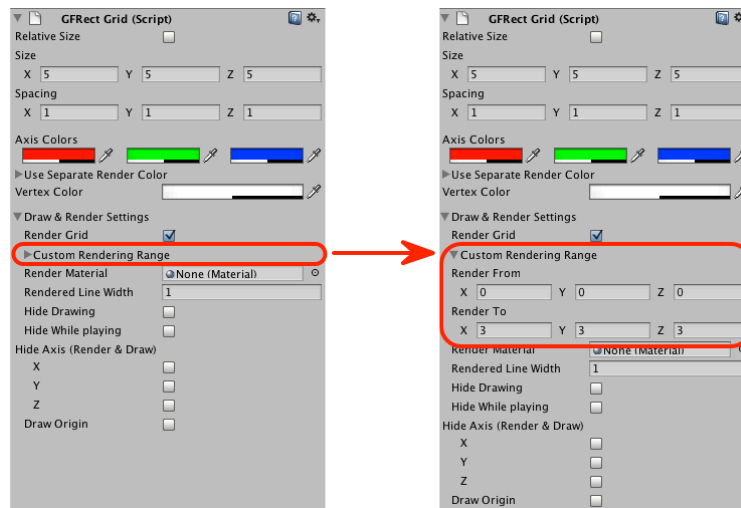 GFRect Grid (Script)
Relative Size
Size
X 5 Y 5 Z 5
Spacing
X 1 Y 1 Z 1
Axis Colors
Use Separate Render Color
Vertex Color
Draw & Render Settings
Render Grid
Custom Rendering Range
Render Material None (Material)
Rendered Line Width 1
Hide Drawing
Hide While playing
Hide Axis (Render & Draw)
X
Y
Z
Draw Origin
GFRect Grid (Script)
Relative Size
Size
X 5 Y 5 Z 5
Spacing
X 1 Y 1 Z 1
Axis Colors
Use Separate Render Color
Vertex Color
Draw & Render Settings
Render Grid
Custom Rendering Range
Render From
X 0 Y 0 Z 0
Render To
X 3 Y 3 Z 3
Render Material None (Material)
Rendered Line Width 1
Hide Drawing
Hide While playing
Hide Axis (Render & Draw)
X
Y
Z
Draw Origin